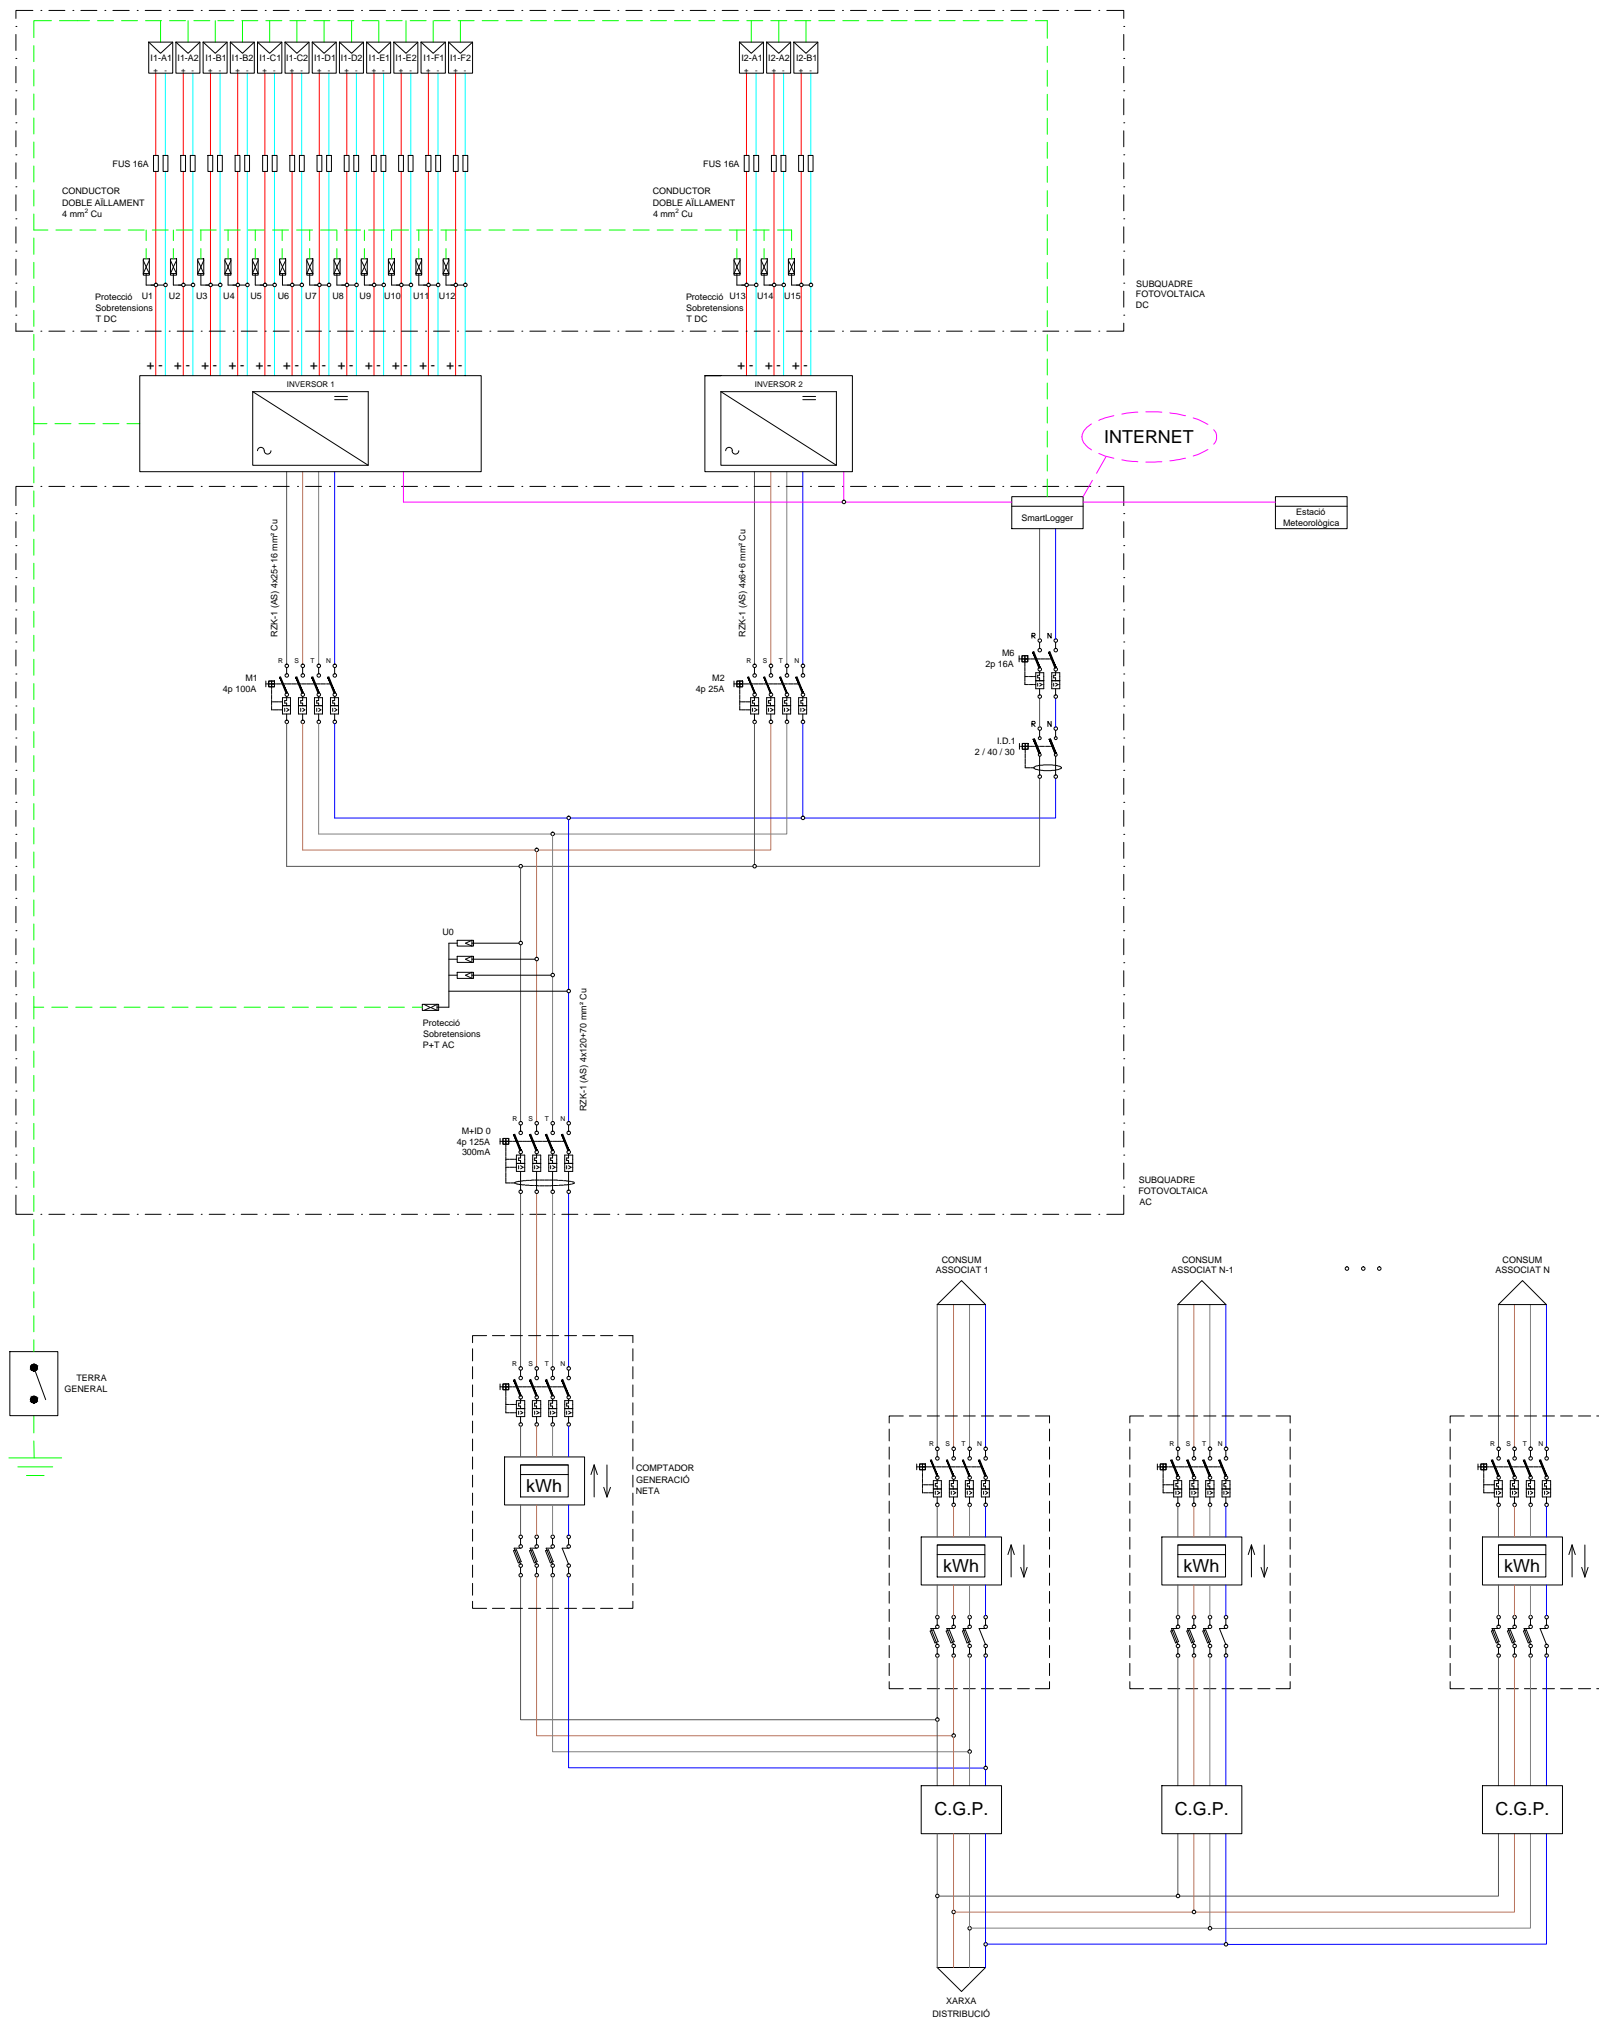 I1-A1 I1-A2 I1-B1 I1-B2 I1-C1 I1-C2 I1-D1 I1-D2 I1-E1 I1-E2 I1-F1 I1-F2
I2-A1 I2-A2 I2-B1
+ - + - + - + - + - + - + - + - + - + - + - + -
+ - + - + -
FUS 16A
FUS 16A
CONDUCTOR
DOBLE AÏLLAMENT
4 mm² Cu
CONDUCTOR
DOBLE AÏLLAMENT
4 mm² Cu
U1 U2 U3 U4 U5 U6 U7 U8 U9 U10 U11 U12
Protecció
Sobretensions
T DC
U13 U14 U15
Protecció
Sobretensions
T DC
SUBQUADRE
FOTOVOLTAICA
DC
+ - + - + - + - + - + - + - + - + - + - + - + -
+ - + - + -
INVERSOR 1
INVERSOR 2
INTERNET
SmartLogger
Estació
Meteorològica
RZK-1 (AS) 4x25+16 mm² Cu
RZK-1 (AS) 4x6+6 mm² Cu
R S T N
M1
4p 100A
R S T N
M2
4p 25A
R N
M6
2p 16A
R N
I.D.1
2 / 40 / 30
U0
Protecció
Sobretensions
P+T AC
RZK-1 (AS) 4x120+70 mm² Cu
R S T N
M+ID 0
4p 125A
300mA
SUBQUADRE
FOTOVOLTAICA
AC
CONSUM
ASSOCIAT 1
CONSUM
ASSOCIAT N-1
CONSUM
ASSOCIAT N
TERRA
GENERAL
R S T N
kWh
COMPTADOR
GENERACIÓ
NETA
R S T N
R S T N
R S T N
kWh
kWh
kWh
C.G.P.
C.G.P.
C.G.P.
XARXA
DISTRIBUCIÓ